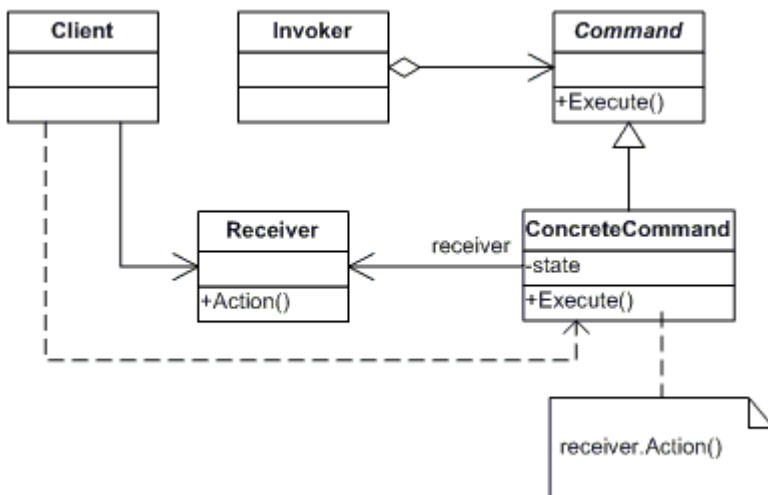 Client
Invoker
Command
+Execute()
Receiver
+Action()
receiver
ConcreteCommand
-state
+Execute()
receiver.Action()